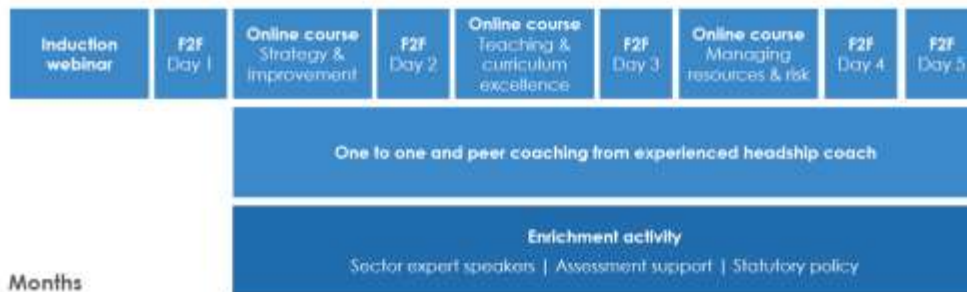 Induction
webinar
F2F
Day 1
Online course
Strategy &
improvement
F2F
Day 2
Online course
Teaching &
curriculum
excellence
F2F
Day 3
Online course
Managing
resources & risk
F2F
Day 4
F2F
Day 5
One to one and peer coaching from experienced headship coach
Enrichment activity
Sector expert speakers | Assessment support | Statutory policy
Months